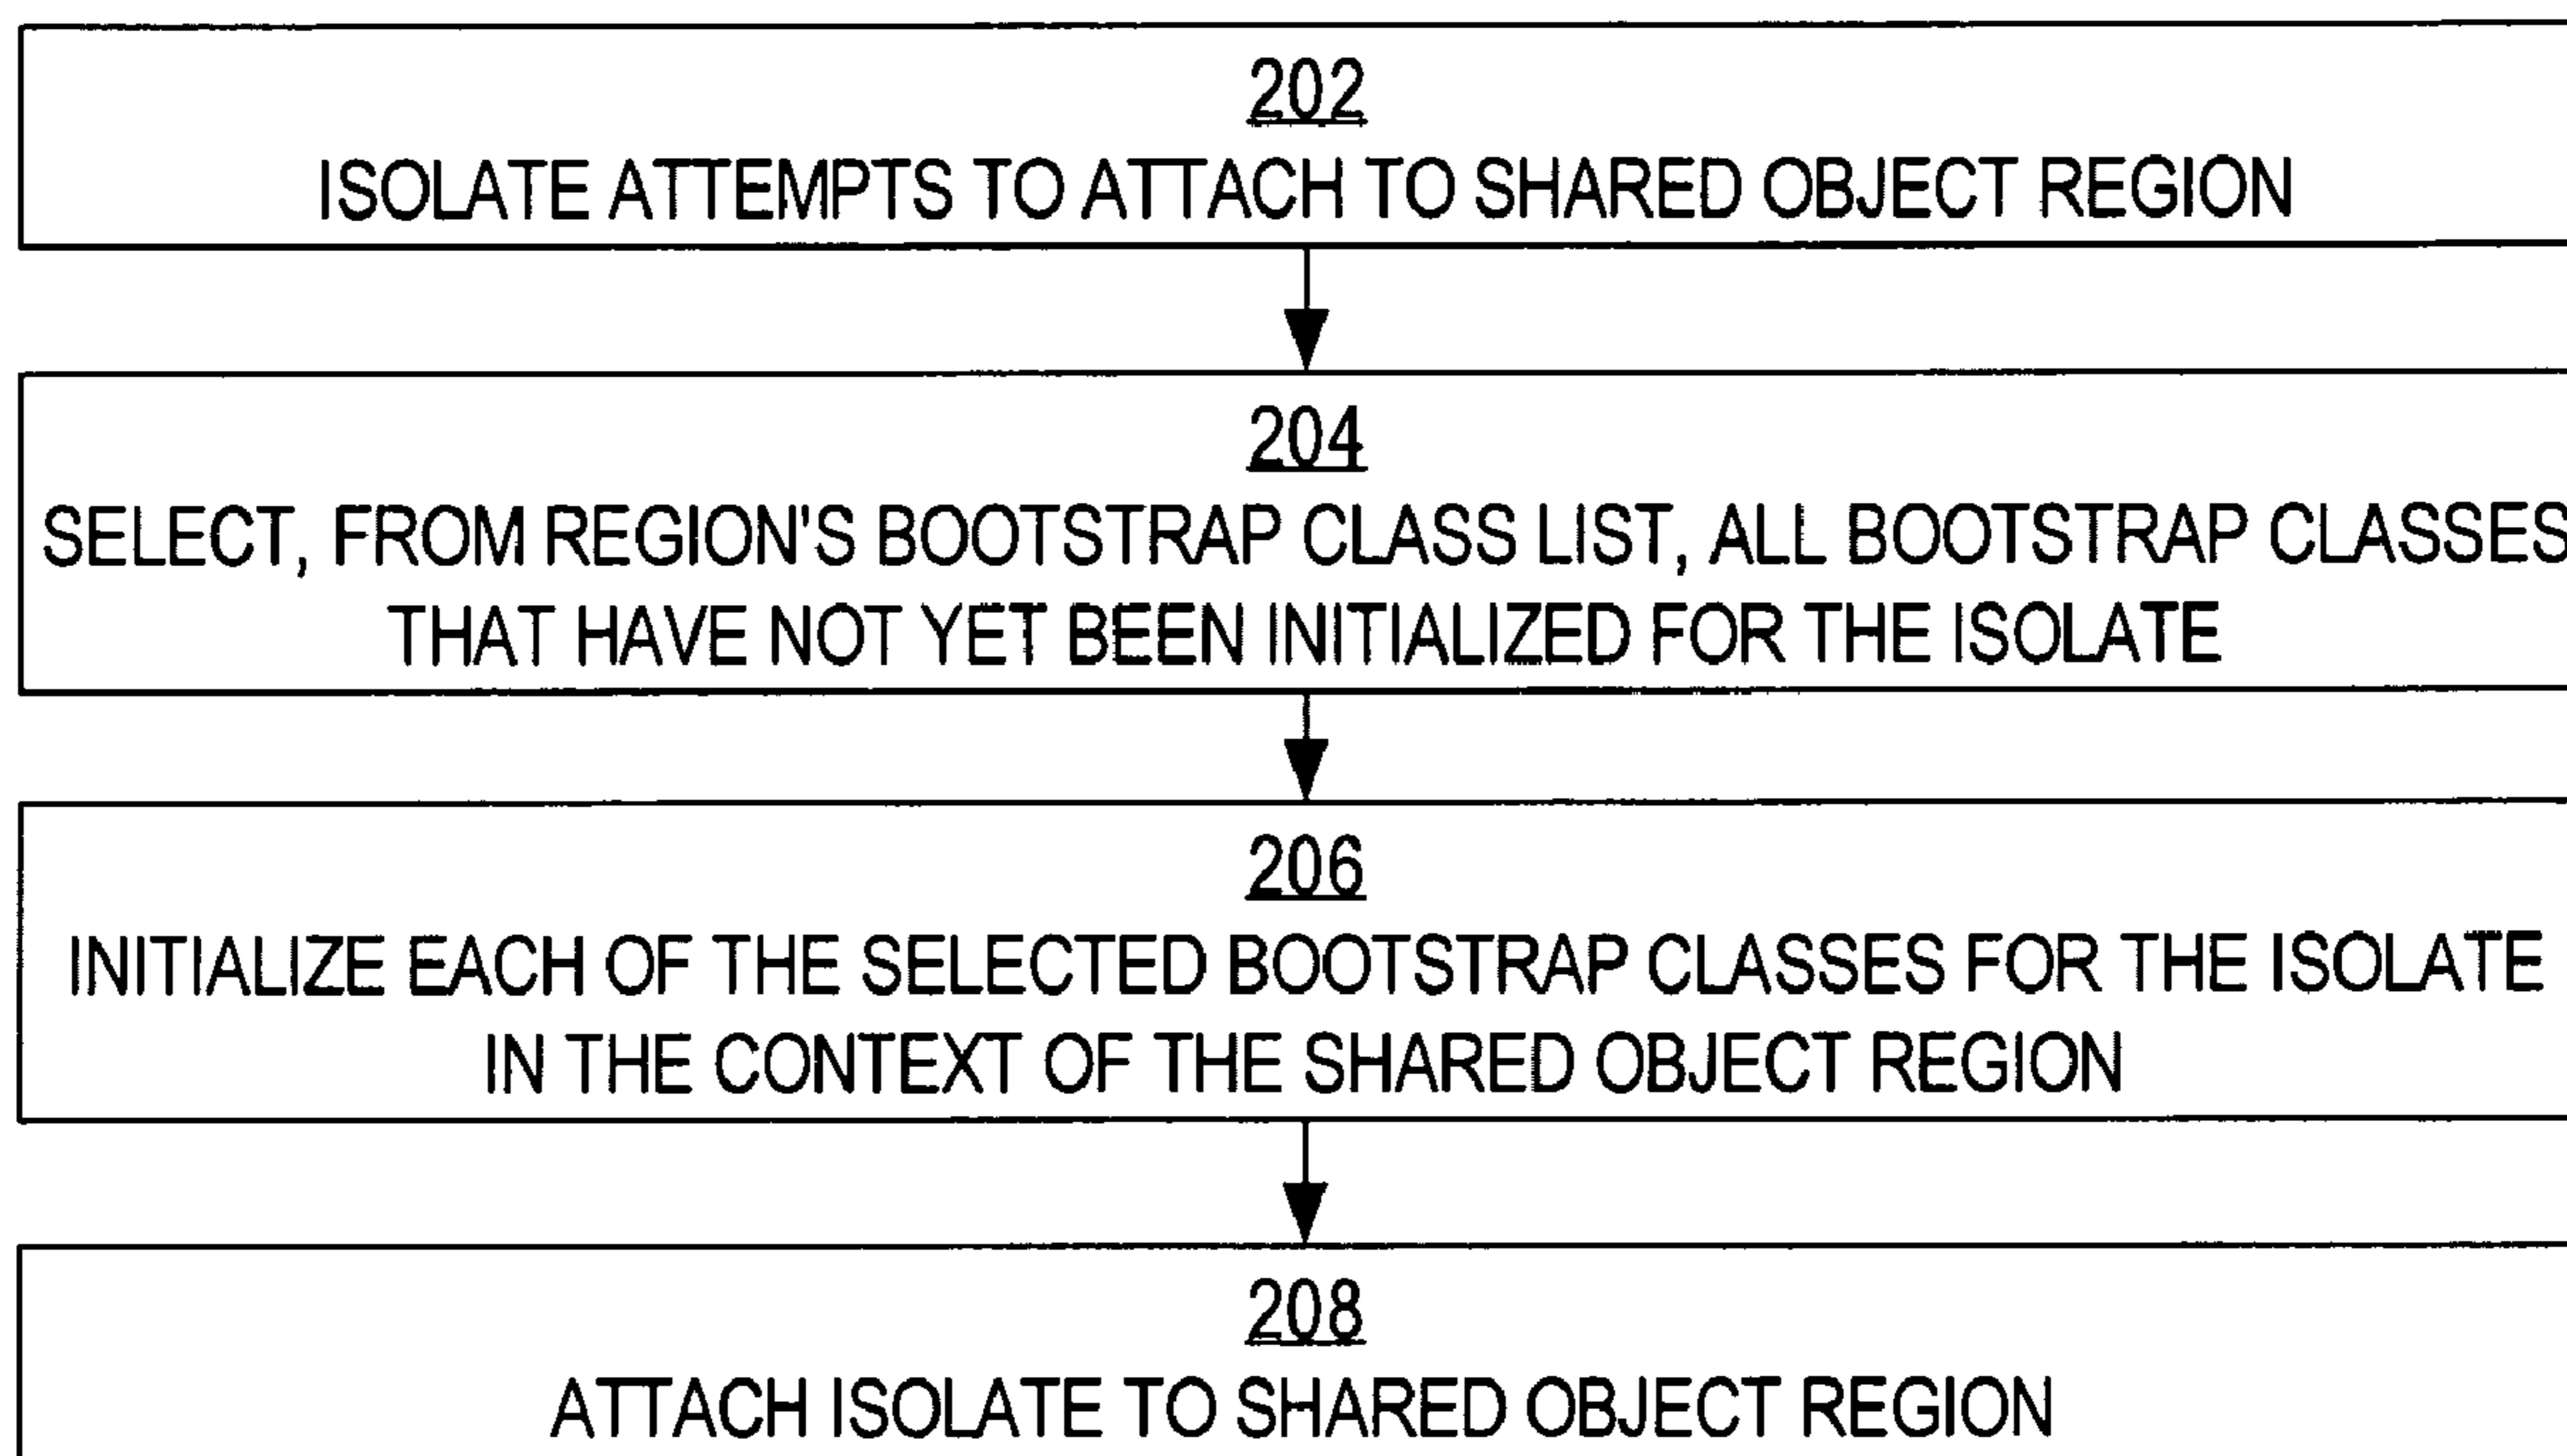 202
ISOLATE ATTEMPTS TO ATTACH TO SHARED OBJECT REGION
204
SELECT, FROM REGION'S BOOTSTRAP CLASS LIST, ALL BOOTSTRAP CLASSES
THAT HAVE NOT YET BEEN INITIALIZED FOR THE ISOLATE
206
INITIALIZE EACH OF THE SELECTED BOOTSTRAP CLASSES FOR THE ISOLATE
IN THE CONTEXT OF THE SHARED OBJECT REGION
208
ATTACH ISOLATE TO SHARED OBJECT REGION